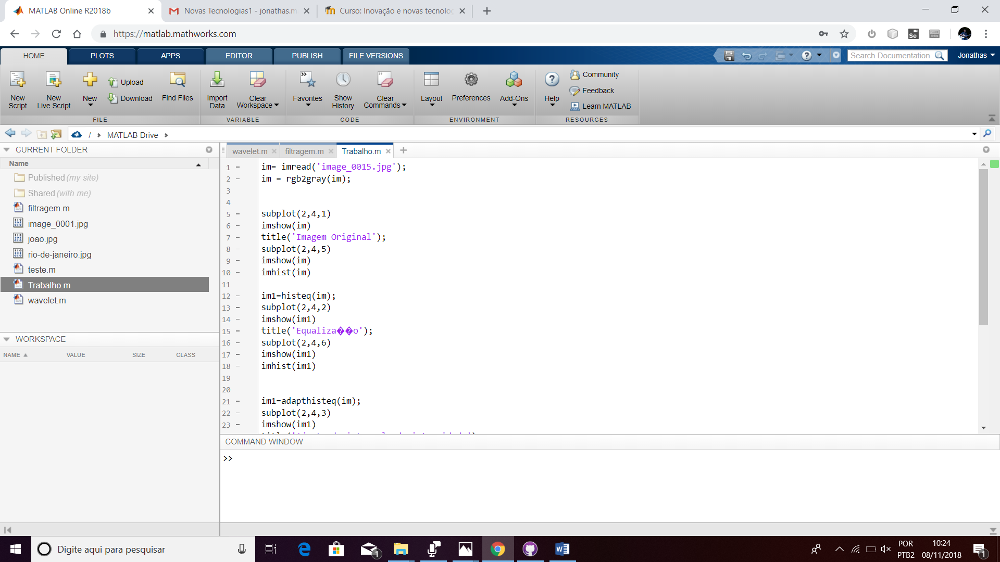 MATLAB Online R2018b
Novas Tecnologias1 - jonathas.m
Curso: Inovação e novas tecnolog
https://matlab.mathworks.com
HOME PLOTS APPS EDITOR PUBLISH FILE VERSIONS
Search Documentation
Jonathas
New Script
New Live Script
New
Upload
Download
Find Files
Import Data
Clear Workspace
Favorites
Show History
Clear Commands
Layout
Preferences
Add-Ons
Help
Community
Feedback
Learn MATLAB
FILE VARIABLE CODE ENVIRONMENT RESOURCES
/ MATLAB Drive
CURRENT FOLDER
Name
Published (my site)
Shared (with me)
filtragem.m
image_0001.jpg
joao.jpg
rio-de-janeiro.jpg
teste.m
Trabalho.m
wavelet.m
WORKSPACE
NAME VALUE SIZE CLASS
wavelet.m filtragem.m Trabalho.m
1 im= imread('image_0015.jpg');
2 im = rgb2gray(im);
3
4
5 subplot(2,4,1)
6 imshow(im)
7 title('Imagem Original');
8 subplot(2,4,5)
9 imshow(im)
10 imhist(im)
11
12 im1=histeq(im);
13 subplot(2,4,2)
14 imshow(im1)
15 title('Equaliza��o');
16 subplot(2,4,6)
17 imshow(im1)
18 imhist(im1)
19
20
21 im1=adapthisteq(im);
22 subplot(2,4,3)
23 imshow(im1)
COMMAND WINDOW
>>
Digite aqui para pesquisar
1
POR
PTB2
10:24
08/11/2018
1